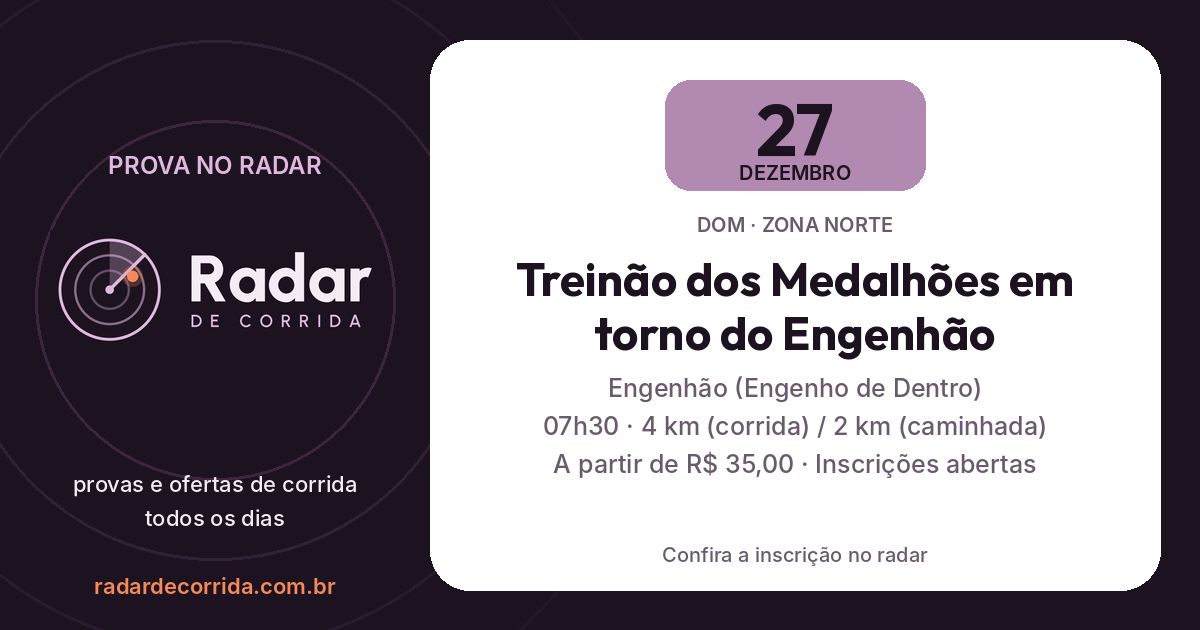 PROVA NO RADAR
Radar
DE CORRIDA
provas e ofertas de corrida
todos os dias
radardecorrida.com.br
27
DEZEMBRO
DOM · ZONA NORTE
Treinão dos Medalhões em
torno do Engenhão
Engenhão (Engenho de Dentro)
07h30 · 4 km (corrida) / 2 km (caminhada)
A partir de R$ 35,00 · Inscrições abertas
Confira a inscrição no radar